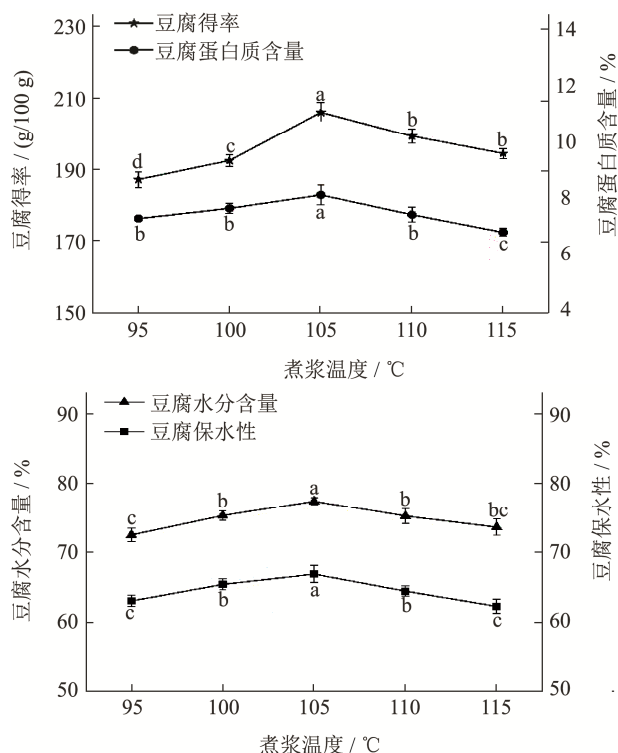 豆腐得率
豆腐蛋白质含量
230
210
190
170
150
14
12
10
8
6
4
豆腐得率 / (g/100 g)
豆腐蛋白质含量 / %
d
c
a
b
b
b
b
a
b
c
95
100
105
110
115
煮浆温度 / ℃
豆腐水分含量
豆腐保水性
90
80
70
60
50
90
80
70
60
50
豆腐水分含量 / %
豆腐保水性 / %
c
b
a
b
bc
c
b
a
b
c
95
100
105
110
115
煮浆温度 / ℃